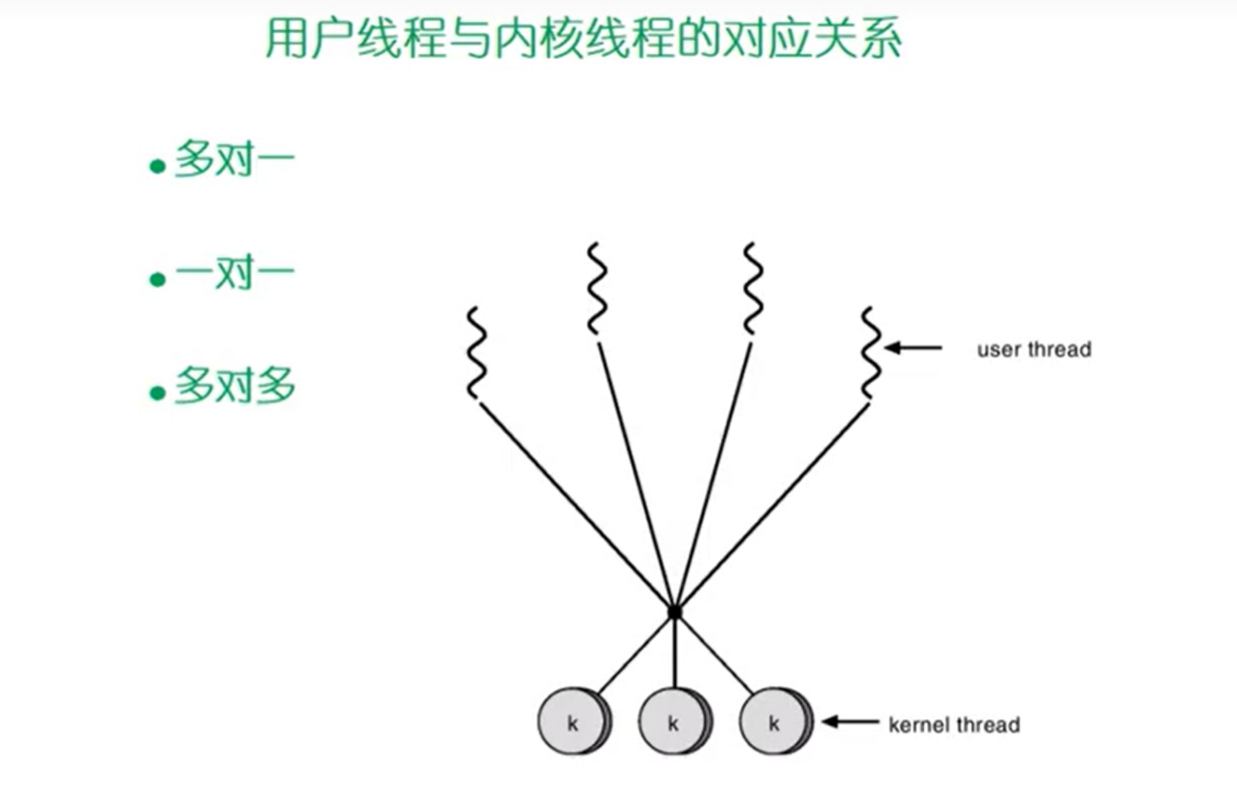 用户线程与内核线程的对应关系
•多对一
•一对一
•多对多
user thread
k k k
kernel thread